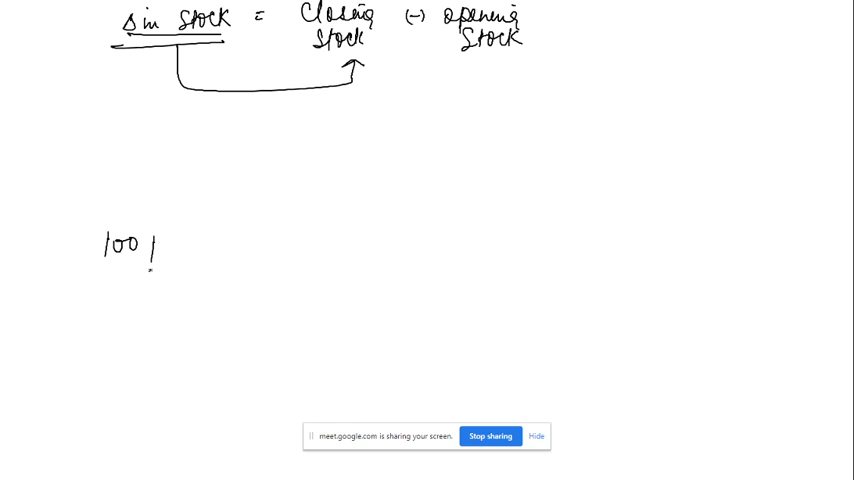 Δ in Stock = Closing (-) opening
Stock Stock
100 |
meet.google.com is sharing your screen. Stop sharing Hide